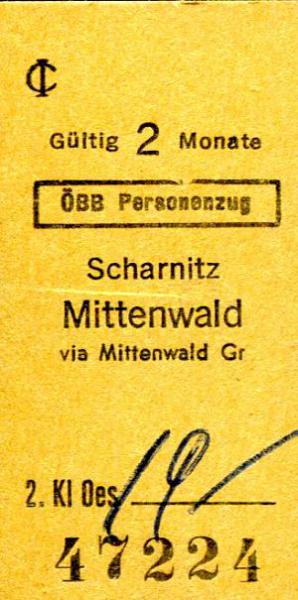 Gültig 2 Monate
ÖBB Personenzug
Scharnitz
Mittenwald
via Mittenwald Gr
2. Kl Oes
47224